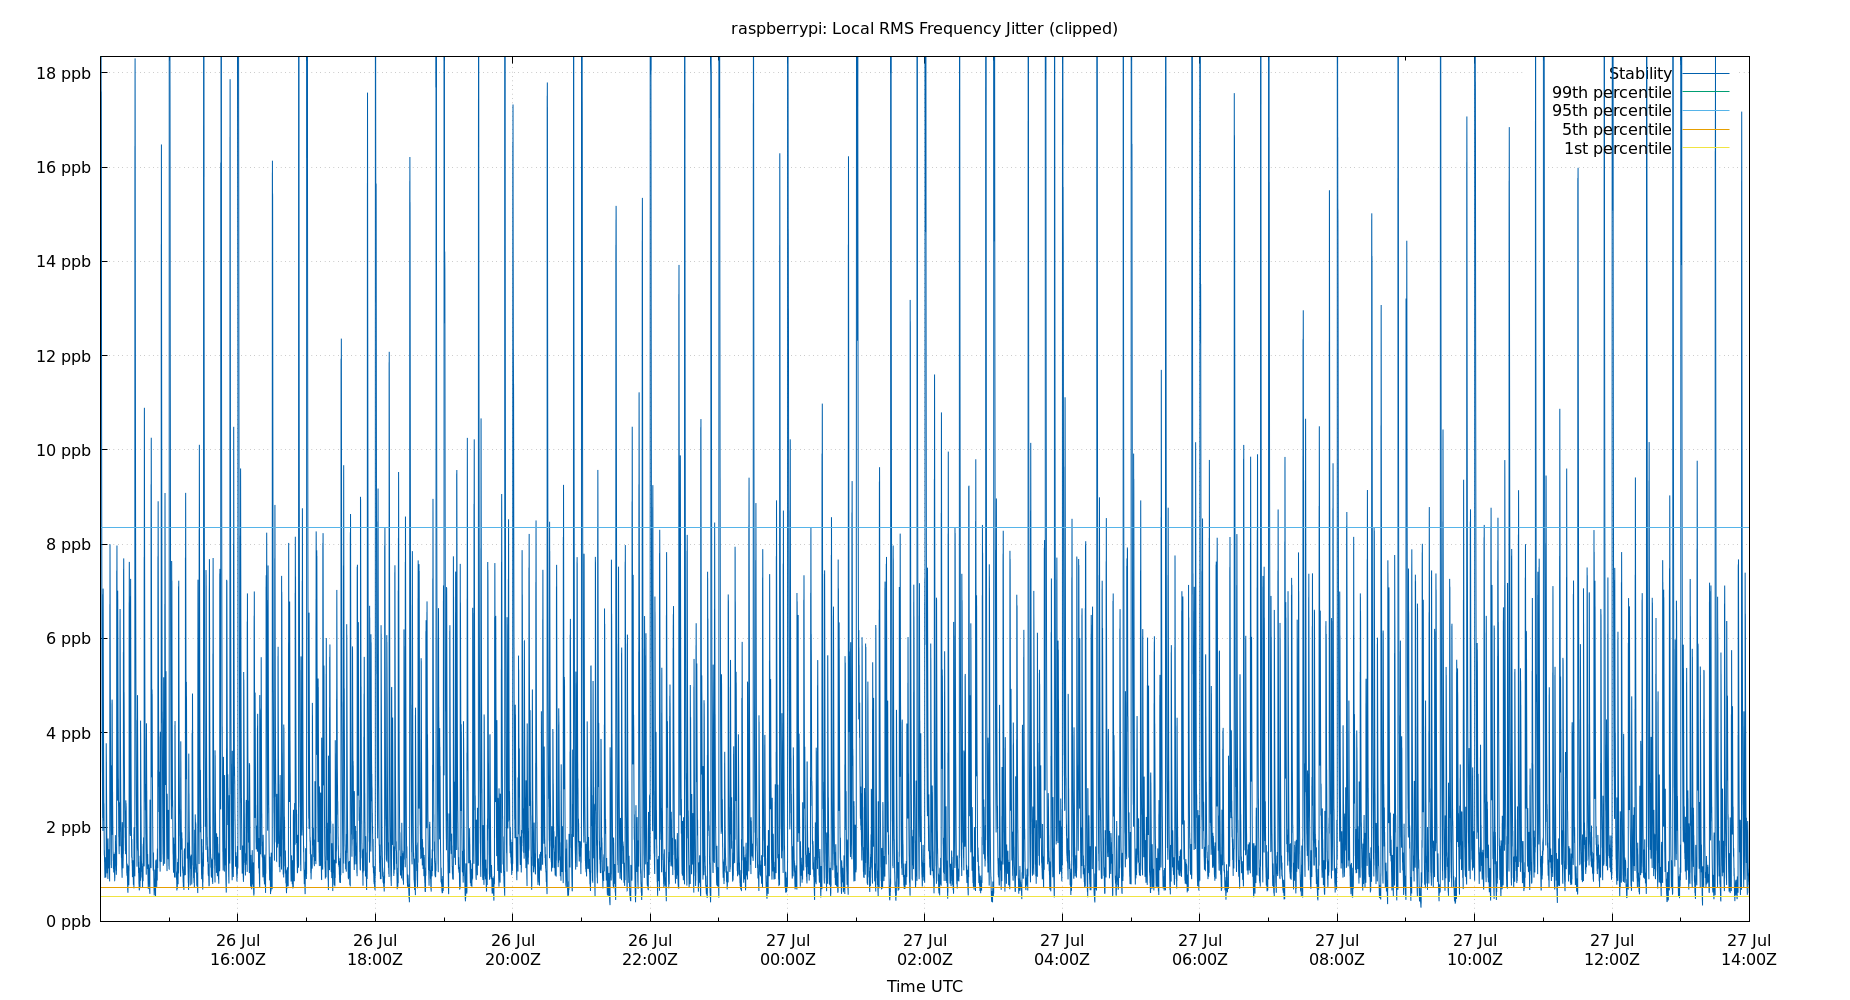 raspberrypi: Local RMS Frequency Jitter (clipped)
18 ppb
16 ppb
14 ppb
12 ppb
10 ppb
8 ppb
6 ppb
4 ppb
2 ppb
0 ppb
Stability
99th percentile
95th percentile
5th percentile
1st percentile
26 Jul 26 Jul 26 Jul 26 Jul 27 Jul 27 Jul 27 Jul 27 Jul 27 Jul 27 Jul 27 Jul 27 Jul
16:00Z 18:00Z 20:00Z 22:00Z 00:00Z 02:00Z 04:00Z 06:00Z 08:00Z 10:00Z 12:00Z 14:00Z
Time UTC